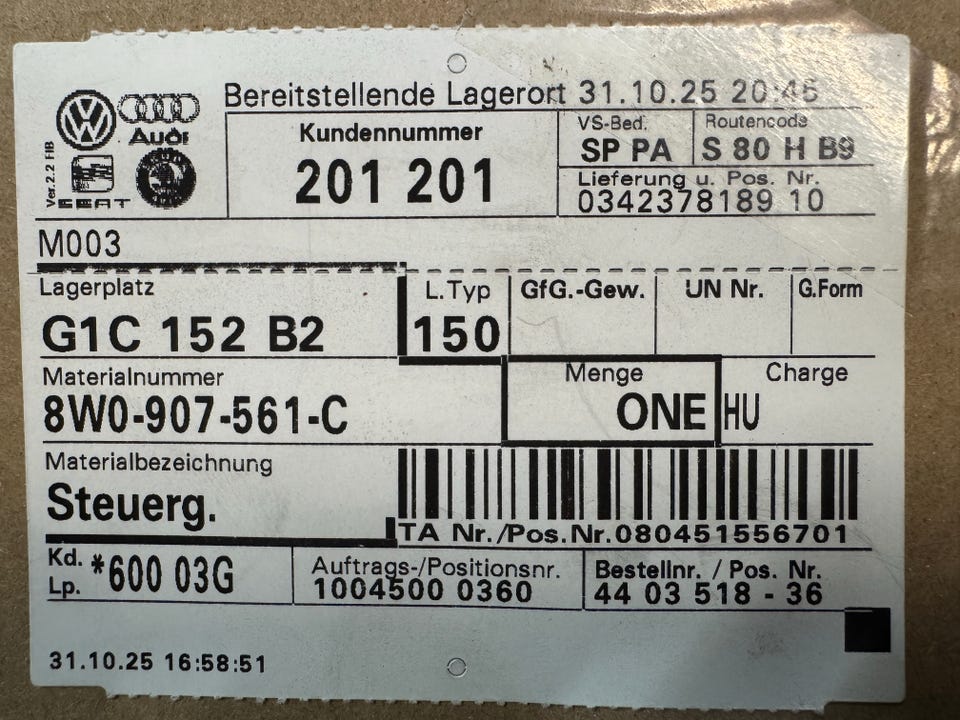 Bereitstellende Lagerort 31.10.25 20:46
Audi
SEAT
Ver.2.2 FIB
Kundennummer
201 201
VS-Bed.
SP PA
Routencode
S 80 H B9
Lieferung u. Pos. Nr.
0342378189 10
M003
Lagerplatz
G1C 152 B2
L.Typ
150
GfG.-Gew.
UN Nr.
G.Form
Materialnummer
8W0-907-561-C
Menge
ONE
Charge
HU
Materialbezeichnung
Steuerg.
TA Nr./Pos.Nr.080451556701
Kd.
Lp.
*600 03G
Auftrags-/Positionsnr.
1004500 0360
Bestellnr. / Pos. Nr.
44 03 518 - 36
31.10.25 16:58:51